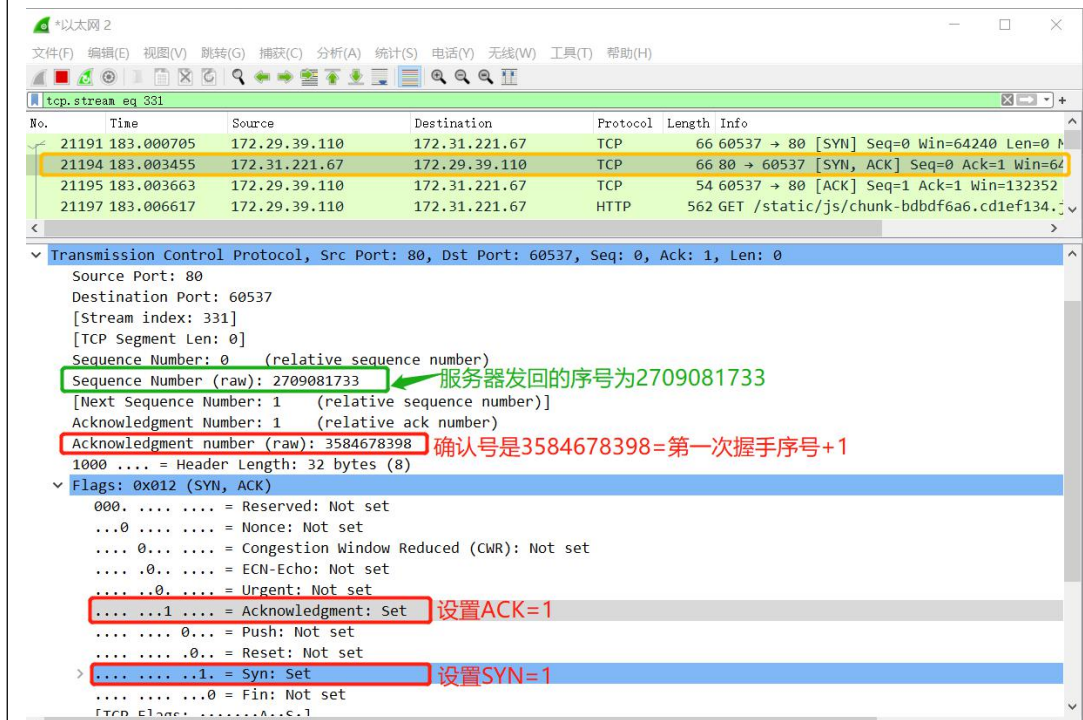 *以太网 2
文件(F) 编辑(E) 视图(V) 跳转(G) 捕获(C) 分析(A) 统计(S) 电话(Y) 无线(W) 工具(T) 帮助(H)
tcp.stream eq 331
No. Time Source Destination Protocol Length Info
21191 183.000705 172.29.39.110 172.31.221.67 TCP 66 60537 → 80 [SYN] Seq=0 Win=64240 Len=0
21194 183.003455 172.31.221.67 172.29.39.110 TCP 66 80 → 60537 [SYN, ACK] Seq=0 Ack=1 Win=64
21195 183.003663 172.29.39.110 172.31.221.67 TCP 54 60537 → 80 [ACK] Seq=1 Ack=1 Win=132352
21197 183.006617 172.29.39.110 172.31.221.67 HTTP 562 GET /static/js/chunk-bdbdf6a6.cd1ef134.j
Transmission Control Protocol, Src Port: 80, Dst Port: 60537, Seq: 0, Ack: 1, Len: 0
Source Port: 80
Destination Port: 60537
[Stream index: 331]
[TCP Segment Len: 0]
Sequence Number: 0 (relative sequence number)
Sequence Number (raw): 2709081733 服务器发回的序号为2709081733
[Next Sequence Number: 1 (relative sequence number)]
Acknowledgment Number: 1 (relative ack number)
Acknowledgment number (raw): 3584678398 确认号是3584678398=第一次握手序号+1
1000 .... = Header Length: 32 bytes (8)
Flags: 0x012 (SYN, ACK)
000. .... .... = Reserved: Not set
...0 .... .... = Nonce: Not set
.... 0... .... = Congestion Window Reduced (CWR): Not set
.... .0.. .... = ECN-Echo: Not set
.... ..0. .... = Urgent: Not set
.... ...1 .... = Acknowledgment: Set 设置ACK=1
.... .... 0... = Push: Not set
.... .... .0.. = Reset: Not set
.... .... ..1. = Syn: Set 设置SYN=1
.... .... ...0 = Fin: Not set
[TCP Flags: ·······A··S·]